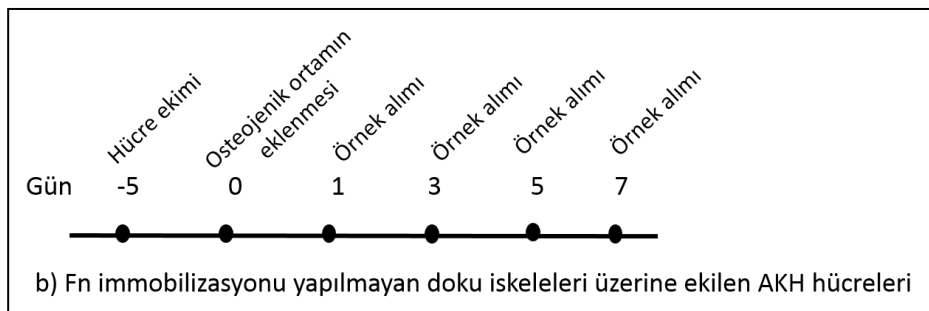 Hücre ekimi
Osteojenik ortamın
eklenmesi
Örnek alımı
Örnek alımı
Örnek alımı
Örnek alımı
Gün -5 0 1 3 5 7
b) Fn immobilizasyonu yapılmayan doku iskeleleri üzerine ekilen AKH hücreleri